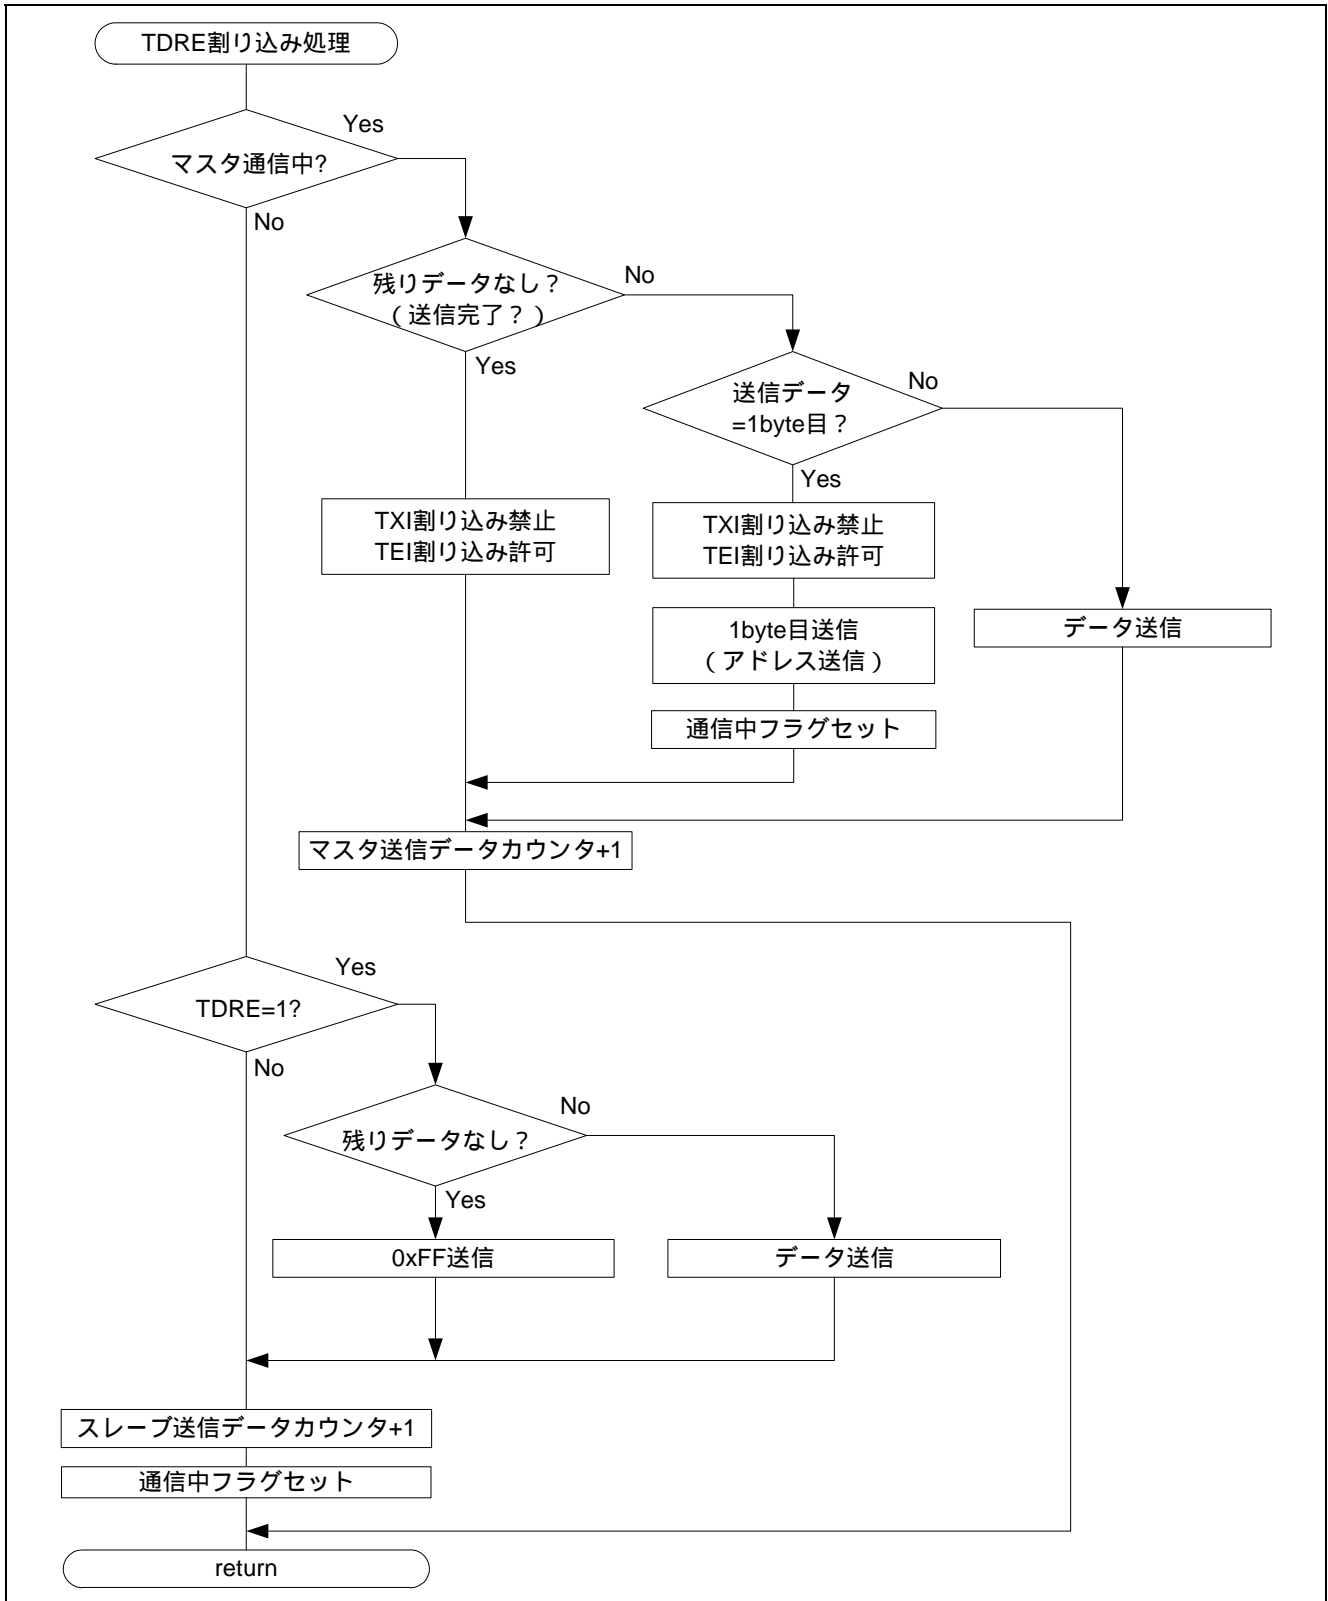 TDRE割り込み処理
Yes
マスタ通信中?
No
残りデータなし？
（送信完了？）
No
Yes
送信データ
=1byte目？
No
Yes
TXI割り込み禁止
TEI割り込み許可
TXI割り込み禁止
TEI割り込み許可
1byte目送信
（アドレス送信）
データ送信
通信中フラグセット
マスタ送信データカウンタ+1
Yes
TDRE=1?
No
残りデータなし？
No
Yes
0xFF送信
データ送信
スレーブ送信データカウンタ+1
通信中フラグセット
return